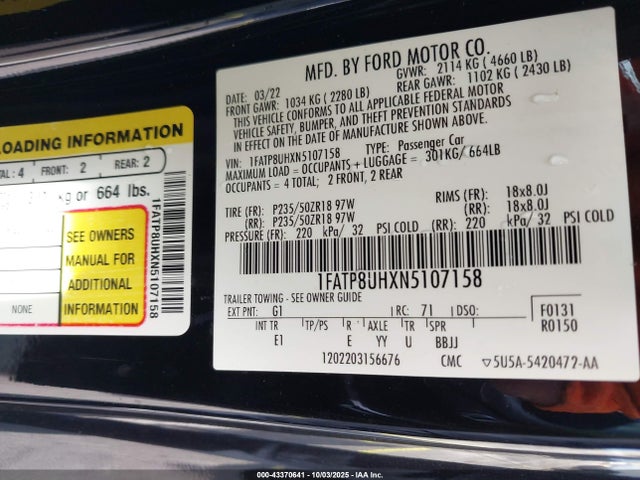 LOADING INFORMATION
TAL : 4 FRONT: 2 REAR: 2
kg or 664 lbs.
SEE OWNERS
MANUAL FOR
ADDITIONAL
INFORMATION
NONE
1FATP8UHXN5107158
MFD. BY FORD MOTOR CO.
DATE: 03/22 GVWR: 2114 KG ( 4660 LB)
FRONT GAWR: 1034 KG ( 2280 LB) REAR GAWR: 1102 KG ( 2430 LB)
THIS VEHICLE CONFORMS TO ALL APPLICABLE FEDERAL MOTOR
VEHICLE SAFETY, BUMPER, AND THEFT PREVENTION STANDARDS
IN EFFECT ON THE DATE OF MANUFACTURE SHOWN ABOVE.
VIN: 1FATP8UHXN5107158 TYPE: Passenger Car
MAXIMUM LOAD = OCCUPANTS + LUGGAGE = 301KG/ 664LB
OCCUPANTS = 4 TOTAL; 2 FRONT, 2 REAR
TIRE (FR): P235/50ZR18 97W RIMS (FR): 18x8.0J
(RR): P235/50ZR18 97W (RR): 18x8.0J
PRESSURE (FR): 220 kPa/ 32 PSI COLD (RR): 220 kPa/ 32 PSI COLD
1FATP8UHXN5107158
TRAILER TOWING - SEE OWNER GUIDE
EXT PNT: G1 RC: 71 DSO: F0131
INT TR TP/PS R AXLE TR SPR R0150
E1 E YY U BBJJ
1202203156676 CMC ▽5U5A-5420472-AA
000-43370641 - 10/03/2025 - IAA Inc.